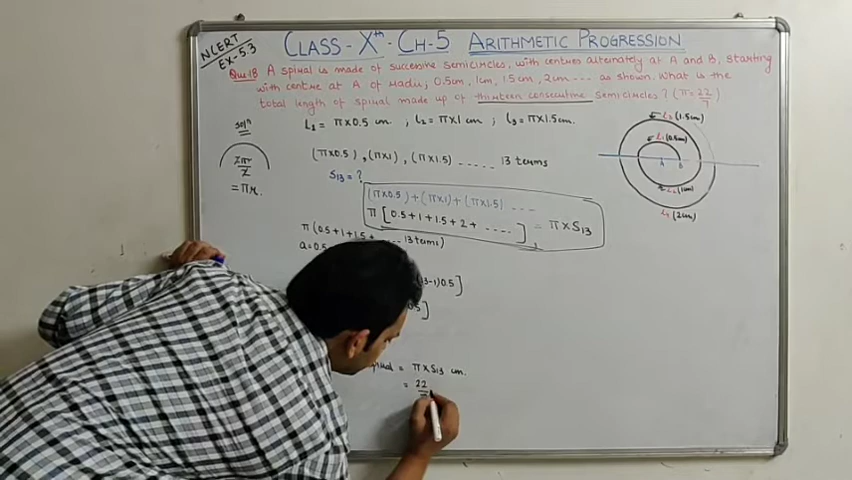 NCERT
EX-5.3
CLASS-Xth - CH-5 ARITHMETIC PROGRESSION
Que:18 A spiral is made of successive semicircles, with centres alternately at A and B, starting
with centre at A of radii, 0.5cm, 1cm, 1.5cm, 2cm --- as shown. What is the
total length of spiral made up of thirteen consecutive semicircles? (π=22/7)
soln
l1 = π×0.5 cm, ; l2 = π×1 cm ; l3 = π×1.5cm.
2πr/2
= πr.
(π×0.5), (π×1), (π×1.5) ..... 13 terms
S13 = ?
(π×0.5) + (π×1) + (π×1.5) ...
π[0.5+1+1.5+2+ .....] = π×S13
π(0.5+1+1.5+ ... 13 terms)
a=0.5
13-1)0.5]
= π×S13 cm.
= 22
l3 (1.5cm)
l1 (0.5cm)
A B
l2 (1cm)
l4 (2cm)